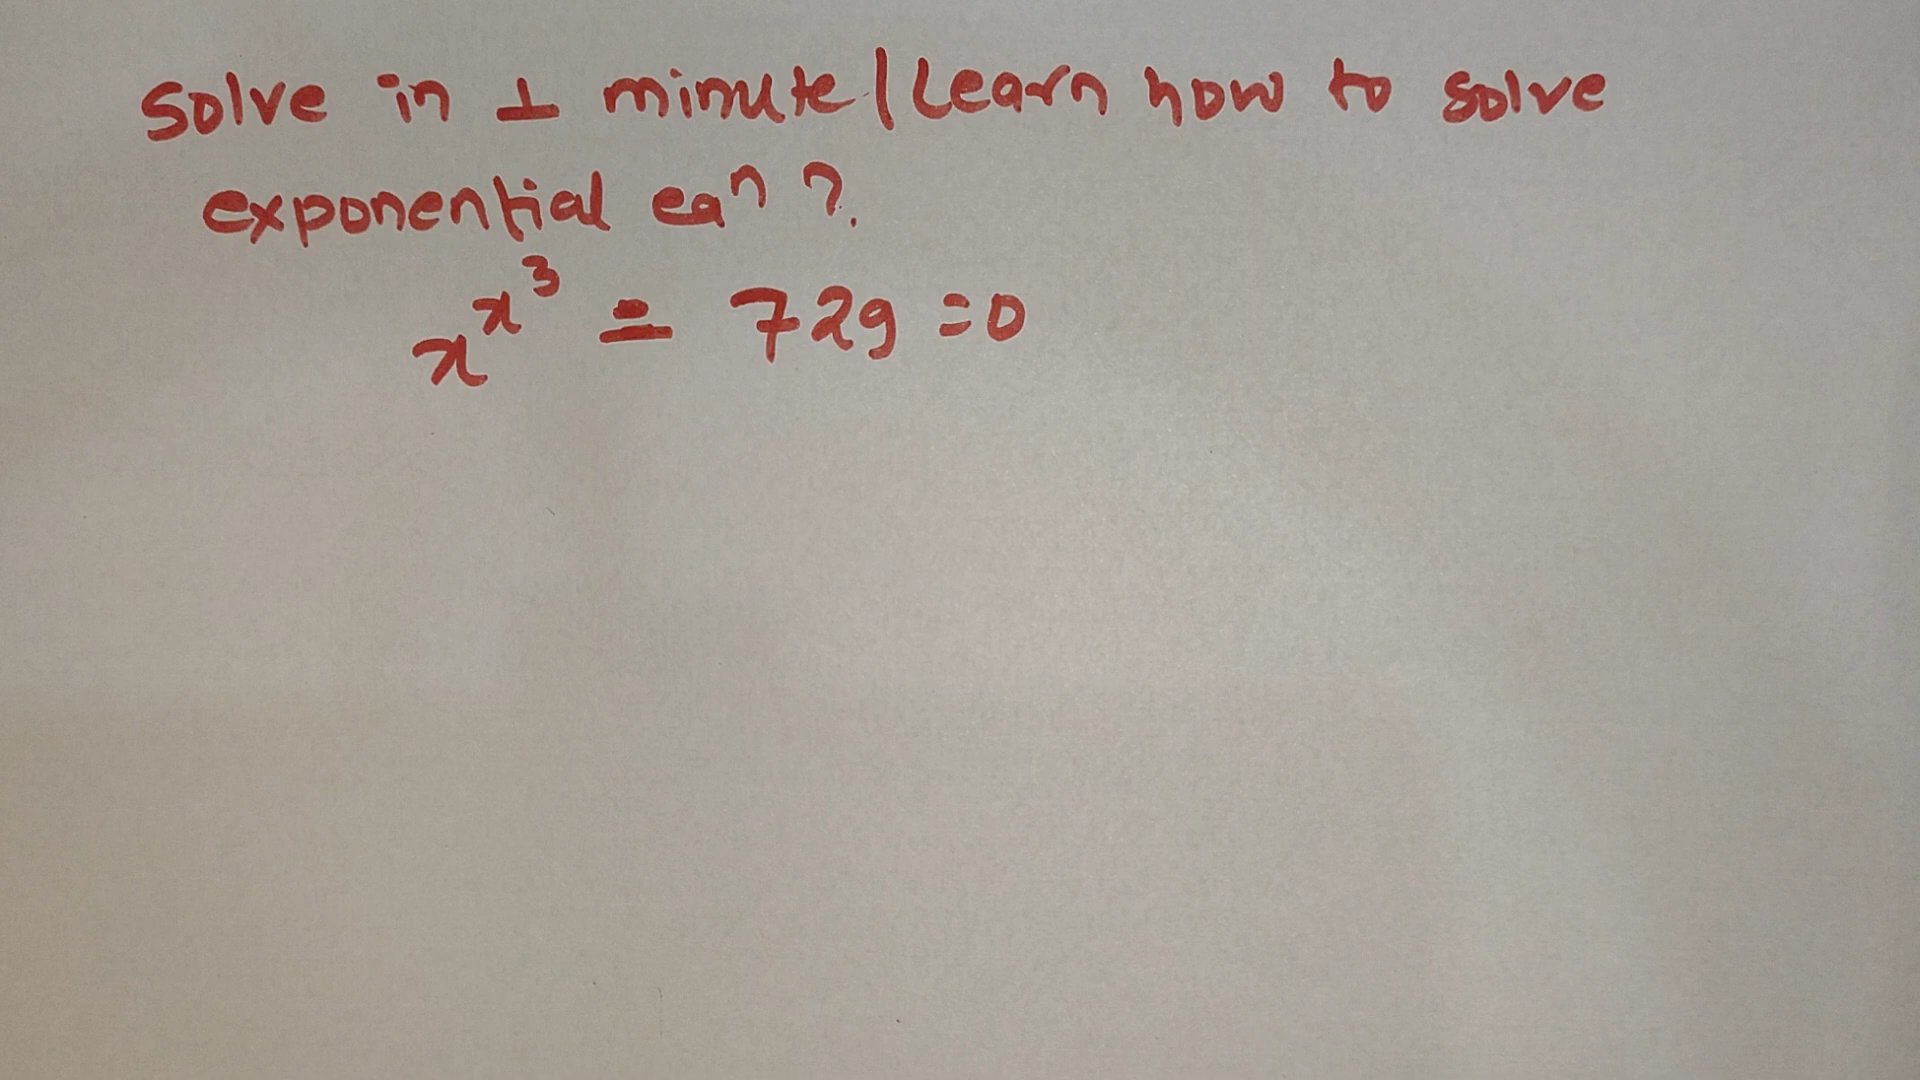 Solve in 1 minute | Learn how to solve
exponential eqⁿ ?.
x^x^3 - 729 = 0